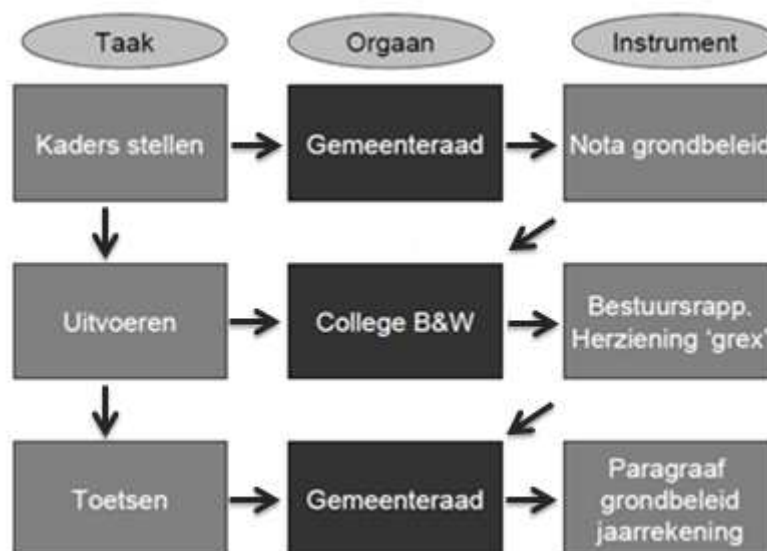 Taak
Orgaan
Instrument
Kaders stellen
Gemeenteraad
Nota grondbeleid
Uitvoeren
College B&W
Bestuursrapp.
Herziening ‘grex’
Toetsen
Gemeenteraad
Paragraaf
grondbeleid
jaarrekening